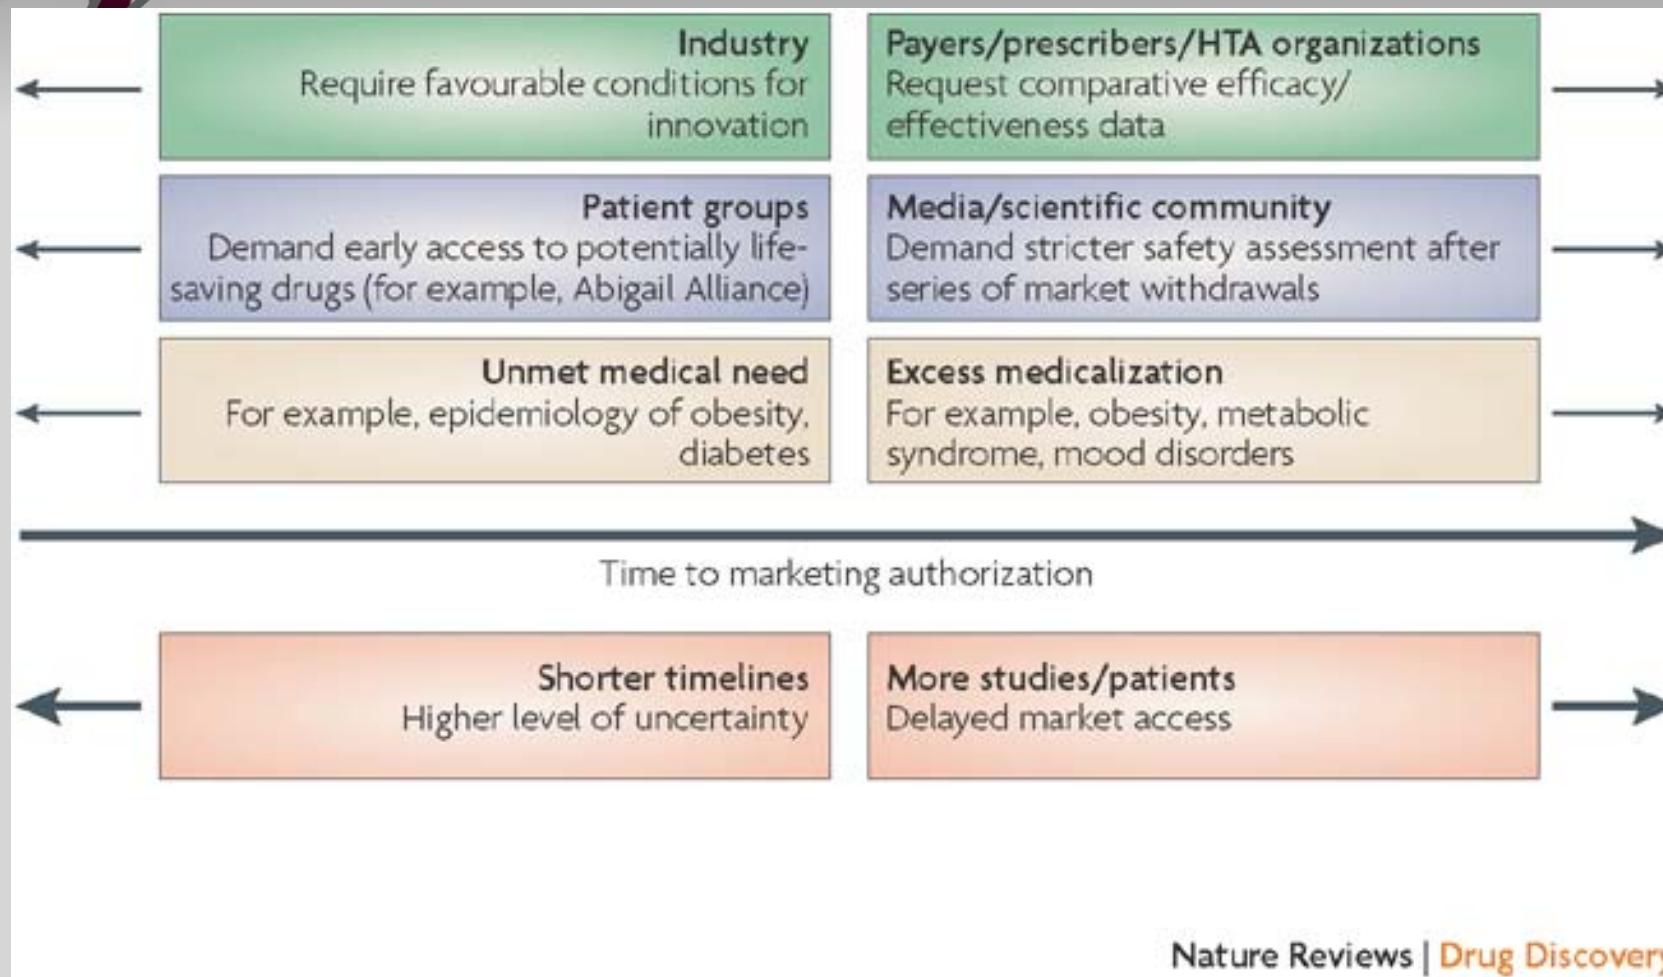 Industry
Require favourable conditions for
innovation
Payers/prescribers/HTA organizations
Request comparative efficacy/
effectiveness data
Patient groups
Demand early access to potentially life-
saving drugs (for example, Abigail Alliance)
Media/scientific community
Demand stricter safety assessment after
series of market withdrawals
Unmet medical need
For example, epidemiology of obesity,
diabetes
Excess medicalization
For example, obesity, metabolic
syndrome, mood disorders
Time to marketing authorization
Shorter timelines
Higher level of uncertainty
More studies/patients
Delayed market access
Nature Reviews | Drug Discovery